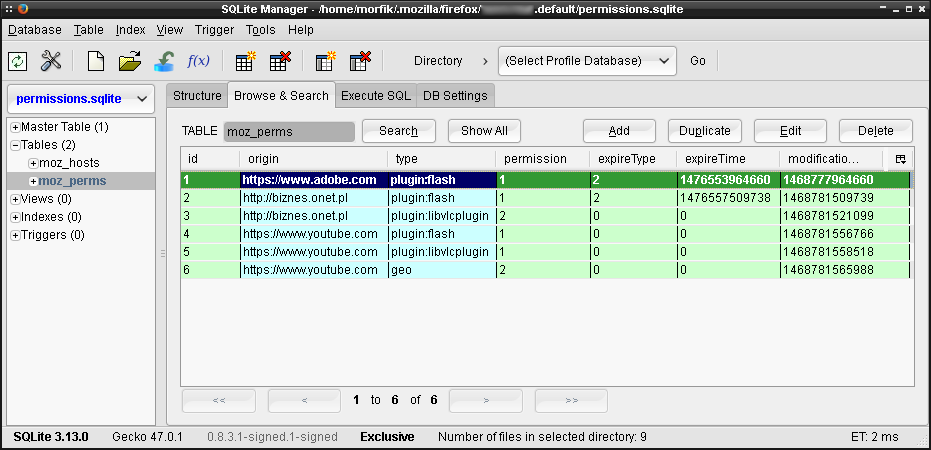 SQLite Manager - /home/morfik/.mozilla/firefox/ .default/permissions.sqlite
Database Table Index View Trigger Tools Help
f(x) Directory > (Select Profile Database) Go
permissions.sqlite
Master Table (1)
Tables (2)
moz_hosts
moz_perms
Views (0)
Indexes (0)
Triggers (0)
Structure Browse & Search Execute SQL DB Settings
TABLE moz_perms Search Show All Add Duplicate Edit Delete
id origin type permission expireType expireTime modificatio...
1 https://www.adobe.com plugin:flash 1 2 1476553964660 1468777964660
2 http://biznes.onet.pl plugin:flash 1 2 1476557509738 1468781509739
3 http://biznes.onet.pl plugin:libvlcplugin 2 0 0 1468781521099
4 https://www.youtube.com plugin:flash 1 0 0 1468781556766
5 https://www.youtube.com plugin:libvlcplugin 1 0 0 1468781558518
6 https://www.youtube.com geo 2 0 0 1468781565988
<< < 1 to 6 of 6 > >>
SQLite 3.13.0 Gecko 47.0.1 0.8.3.1-signed.1-signed Exclusive Number of files in selected directory: 9 ET: 2 ms